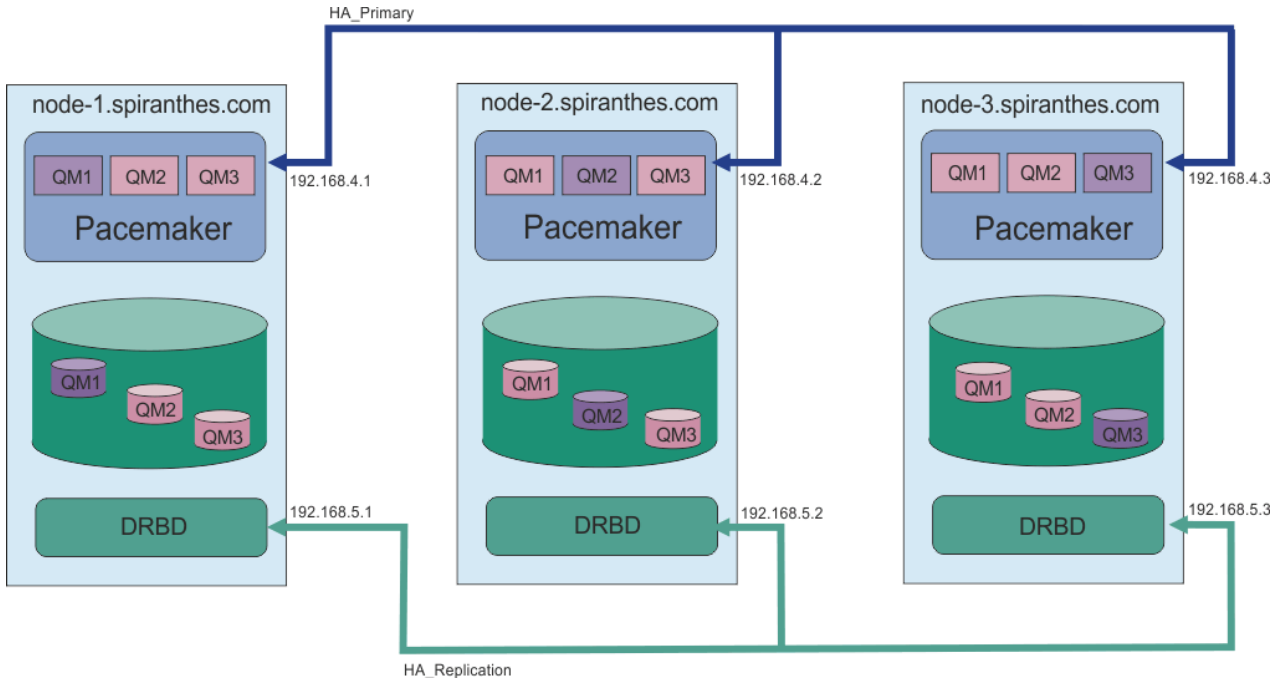 HA_Primary
node-1.spiranthes.com
QM1 QM2 QM3
Pacemaker
192.168.4.1
QM1
QM2
QM3
DRBD
192.168.5.1
node-2.spiranthes.com
QM1 QM2 QM3
Pacemaker
192.168.4.2
QM1
QM2
QM3
DRBD
192.168.5.2
node-3.spiranthes.com
QM1 QM2 QM3
Pacemaker
192.168.4.3
QM1
QM2
QM3
DRBD
192.168.5.3
HA_Replication